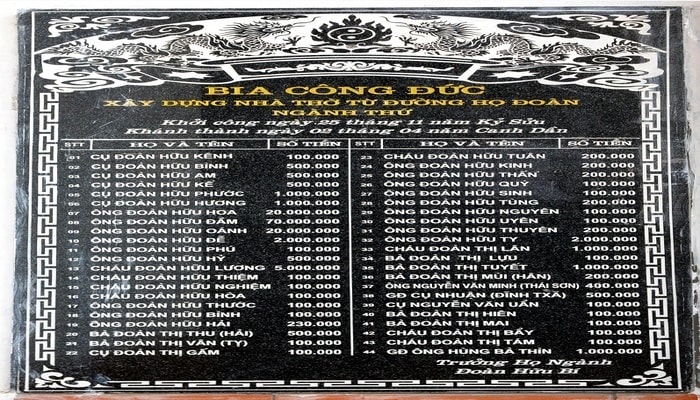 BIA CÔNG ĐỨC
XÂY DỰNG NHÀ THỜ TỪ ĐƯỜNG HỌ ĐOÀN
NGÀNH THỨ
Khởi công ngày 25 tháng 11 năm Kỷ Sửu
Khánh thành ngày 02 tháng 04 năm Canh Dần
STT HỌ VÀ TÊN SỐ TIỀN
01 CỤ ĐOÀN HỮU KÊNH 100.000
02 CỤ ĐOÀN HỮU BÍNH 500.000
03 CỤ ĐOÀN HỮU AM 500.000
04 CỤ ĐOÀN HỮU KẾ 500.000
05 CỤ ĐOÀN HỮU PHƯỚC 1.000.000
06 CỤ ĐOÀN HỮU HƯƠNG 1.000.000
07 ÔNG ĐOÀN HỮU HOA 20.000.000
08 ÔNG ĐOÀN HỮU ĐẦM 70.000.000
09 ÔNG ĐOÀN HỮU OÁNH 20.000.000
10 ÔNG ĐOÀN HỮU ĐỂ 2.000.000
11 ÔNG ĐOÀN HỮU PHÚ 100.000
12 ÔNG ĐOÀN HỮU HỶ 500.000
13 CHÁU ĐOÀN HỮU LƯƠNG 5.000.000
14 CHÁU ĐOÀN HỮU THIỆM 100.000
15 CHÁU ĐOÀN HỮU NGHIỆM 100.000
16 CHÁU ĐOÀN HỮU HÒA 100.000
17 ÔNG ĐOÀN HỮU THƯỚC 100.000
18 ÔNG ĐOÀN HỮU BÌNH 100.000
19 ÔNG ĐOÀN HỮU HẢI 230.000
20 BÀ ĐOÀN THỊ THU (HẢI) 500.000
21 BÀ ĐOÀN THỊ VÂN (TY) 100.000
22 CỤ ĐOÀN THỊ GẤM 100.000
STT HỌ VÀ TÊN SỐ TIỀN
23 CHÁU ĐOÀN HỮU TUÂN 200.000
24 ÔNG ĐOÀN HỮU KINH 200.000
25 ÔNG ĐOÀN HỮU THẤN 200.000
26 ÔNG ĐOÀN HỮU QUÝ 100.000
27 ÔNG ĐOÀN HỮU SINH 100.000
28 ÔNG ĐOÀN HỮU TÙNG 200.000
29 ÔNG ĐOÀN HỮU NGUYÊN 100.000
30 ÔNG ĐOÀN HỮU UYÊN 100.000
31 ÔNG ĐOÀN HỮU THUYÊN 200.000
32 ÔNG ĐOÀN HỮU TY 2.000.000
33 CHÁU ĐOÀN THỊ LÂN 1.000.000
34 BÀ ĐOÀN THỊ LỰU 100.000
35 BÀ ĐOÀN THỊ TUYẾT 1.000.000
36 BÀ ĐOÀN THỊ MÙI (HÁN) 200.000
37 ÔNG NGUYỄN VĂN MINH (THÁI SƠN) 400.000
38 SĐ CỤ NHUẬN (ĐÌNH TXÃ) 500.000
39 CỤ NGUYỄN VĂN UẨN 100.000
40 BÀ ĐOÀN THỊ HIÊN 100.000
41 BÀ ĐOÀN THỊ MAI 100.000
42 CHÁU ĐOÀN THỊ BẨY 100.000
43 CHÁU ĐOÀN THỊ TÁM 100.000
44 GĐ ÔNG HÙNG BÀ THÌN 1.000.000
Trưởng Họ Ngành
Đoàn Hữu Bí